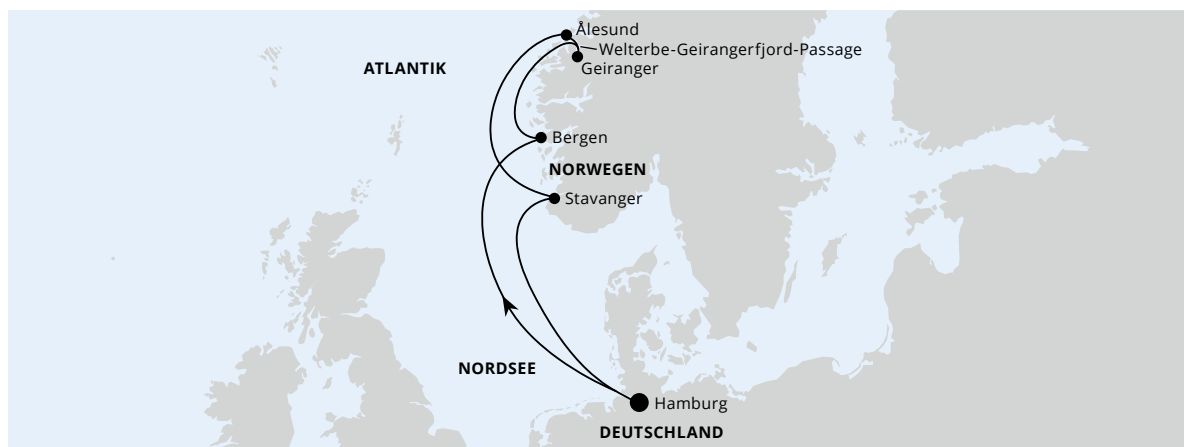 Ålesund
Welterbe-Geirangerfjord-Passage
ATLANTIK
Geiranger
Bergen
NORWEGEN
Stavanger
NORDSEE
Hamburg
DEUTSCHLAND